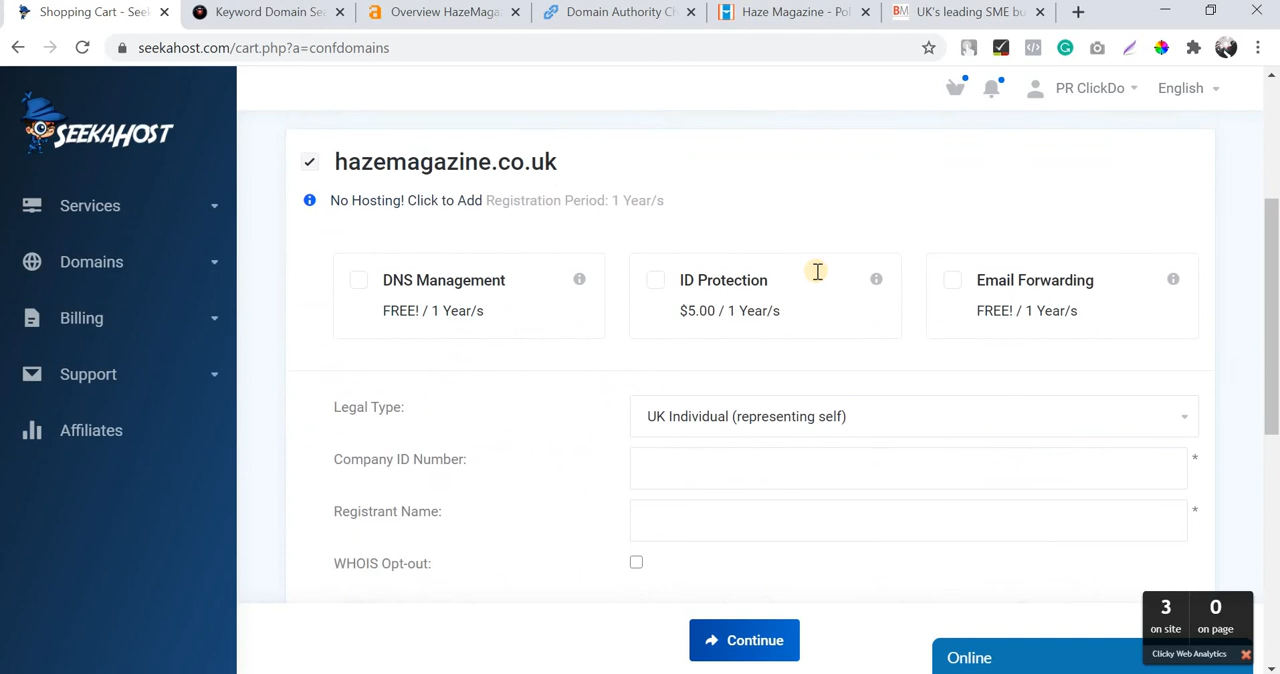 Shopping Cart - Seek
Keyword Domain Sea
Overview HazeMaga
Domain Authority Ch
Haze Magazine - Pol
UK's leading SME bu
seekahost.com/cart.php?a=confdomains
SEEKAHOST
PR ClickDo
English
Services
Domains
Billing
Support
Affiliates
hazemagazine.co.uk
No Hosting! Click to Add Registration Period: 1 Year/s
DNS Management
FREE! / 1 Year/s
ID Protection
$5.00 / 1 Year/s
Email Forwarding
FREE! / 1 Year/s
Legal Type:
UK Individual (representing self)
Company ID Number:
*
Registrant Name:
*
WHOIS Opt-out:
Continue
Online
3
on site
0
on page
Clicky Web Analytics